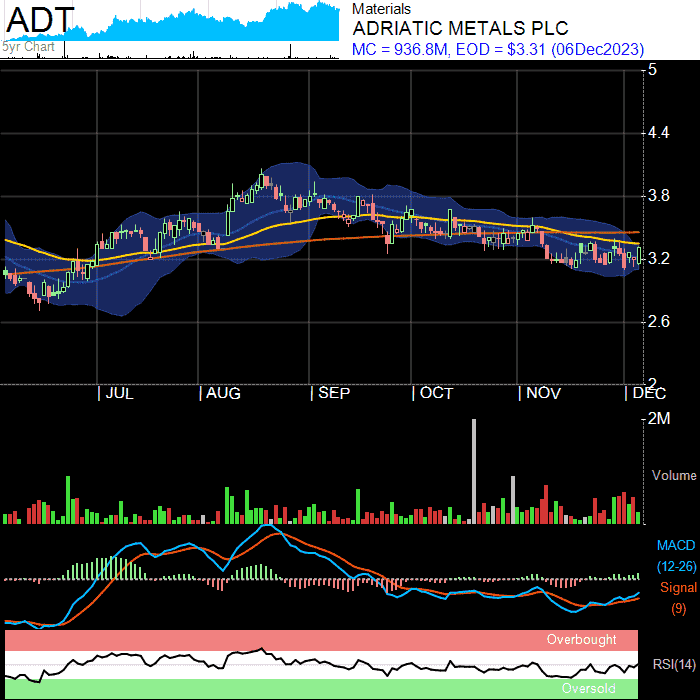 ADT
5yr Chart
Materials
ADRIATIC METALS PLC
MC = 936.8M, EOD = $3.31 (06Dec2023)
5
4.4
3.8
3.2
2.6
2
| JUL | AUG | SEP | OCT | NOV | DEC
2M
Volume
MACD
(12-26)
Signal
(9)
Overbought
RSI(14)
Oversold